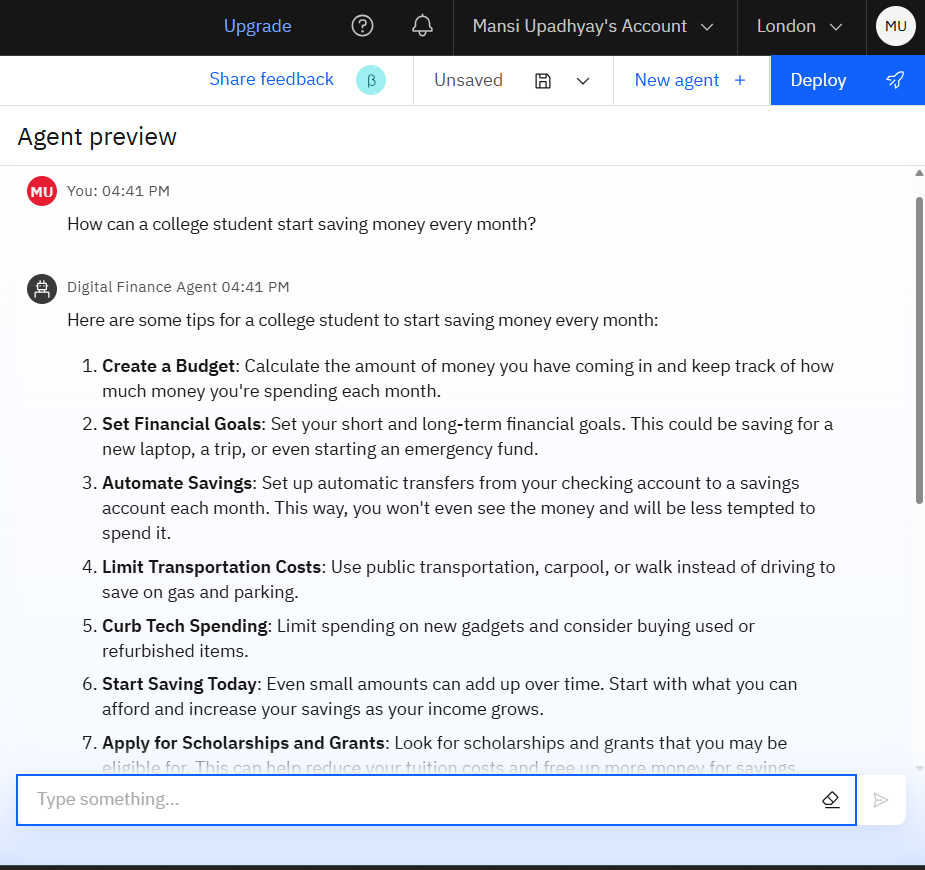 Upgrade Mansi Upadhyay's Account London MU
Share feedback β Unsaved New agent + Deploy
Agent preview
MU You: 04:41 PM
How can a college student start saving money every month?
Digital Finance Agent 04:41 PM
Here are some tips for a college student to start saving money every month:
1. Create a Budget: Calculate the amount of money you have coming in and keep track of how
much money you're spending each month.
2. Set Financial Goals: Set your short and long-term financial goals. This could be saving for a
new laptop, a trip, or even starting an emergency fund.
3. Automate Savings: Set up automatic transfers from your checking account to a savings
account each month. This way, you won't even see the money and will be less tempted to
spend it.
4. Limit Transportation Costs: Use public transportation, carpool, or walk instead of driving to
save on gas and parking.
5. Curb Tech Spending: Limit spending on new gadgets and consider buying used or
refurbished items.
6. Start Saving Today: Even small amounts can add up over time. Start with what you can
afford and increase your savings as your income grows.
7. Apply for Scholarships and Grants: Look for scholarships and grants that you may be
eligible for. This can help reduce your tuition costs and free up more money for savings.
Type something...